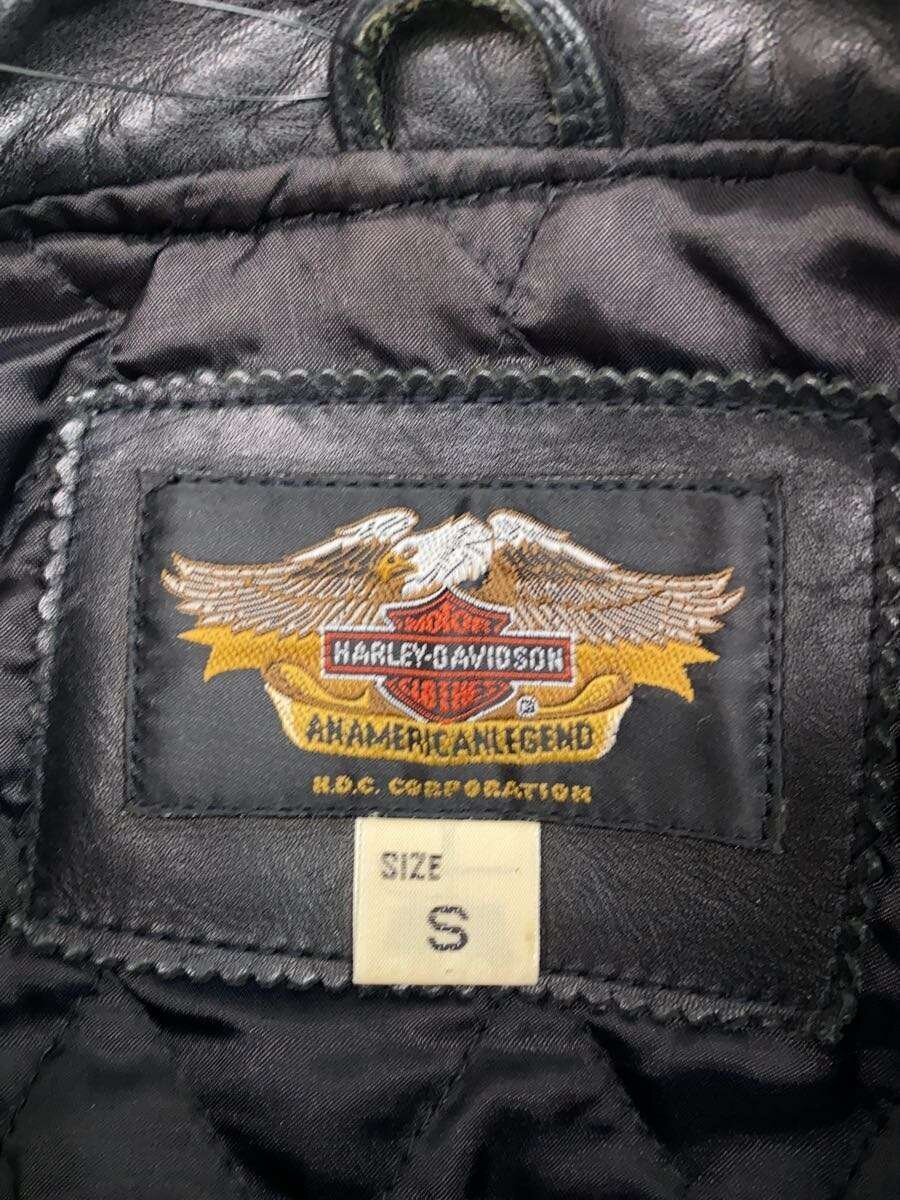 HARLEY-DAVIDSON
®
AN AMERICAN LEGEND
H.D.C. CORPORATION
SIZE
S